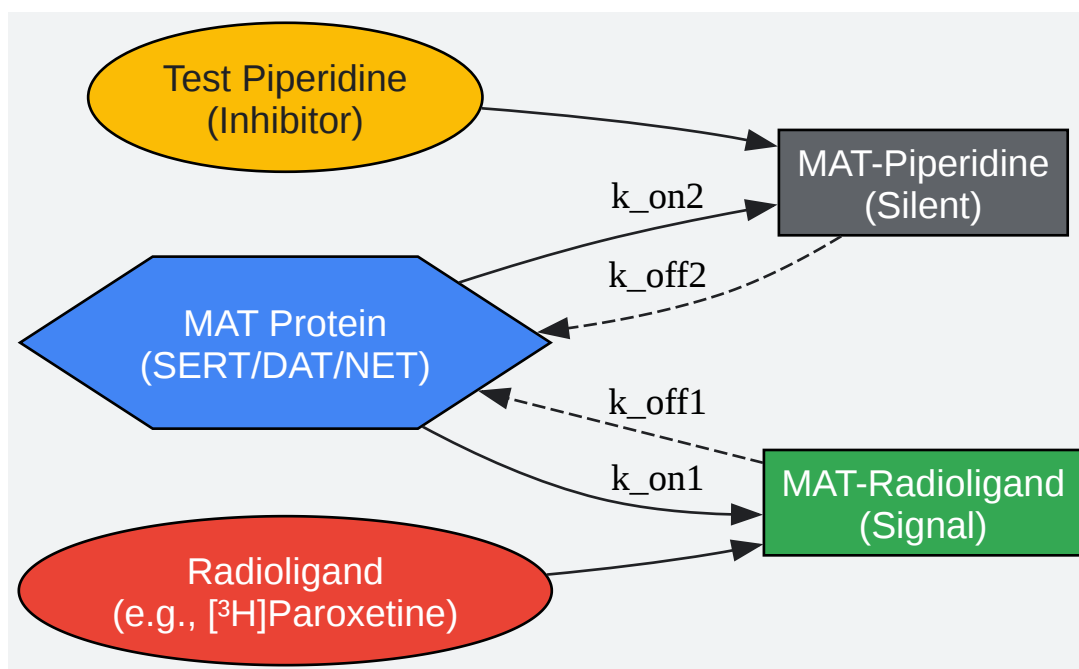 Test Piperidine
(Inhibitor)
MAT-Piperidine
(Silent)
k_on2
k_off2
MAT Protein
(SERT/DAT/NET)
k_off1
k_on1
MAT-Radioligand
(Signal)
Radioligand
(e.g., [³H]Paroxetine)